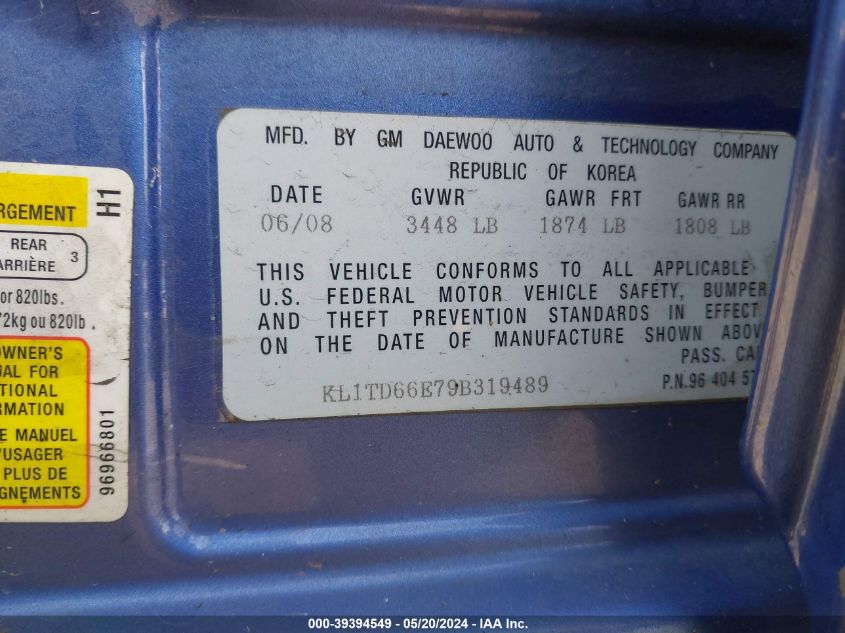 RGEMENT
H1
REAR
ARRIÈRE 3
or 820lbs.
72kg ou 820lb.
OWNER'S
UAL FOR
TIONAL
RMATION
E MANUEL
'USAGER
PLUS DE
GNEMENTS
96966801
MFD. BY GM DAEWOO AUTO & TECHNOLOGY COMPANY
REPUBLIC OF KOREA
DATE GVWR GAWR FRT GAWR RR
06/08 3448 LB 1874 LB 1808 LB
THIS VEHICLE CONFORMS TO ALL APPLICABLE
U.S. FEDERAL MOTOR VEHICLE SAFETY, BUMPER,
AND THEFT PREVENTION STANDARDS IN EFFECT
ON THE DATE OF MANUFACTURE SHOWN ABOV
PASS. CAR
KL1TD66E79B319489 P.N.96 404 57
000-39394549 - 05/20/2024 - IAA Inc.